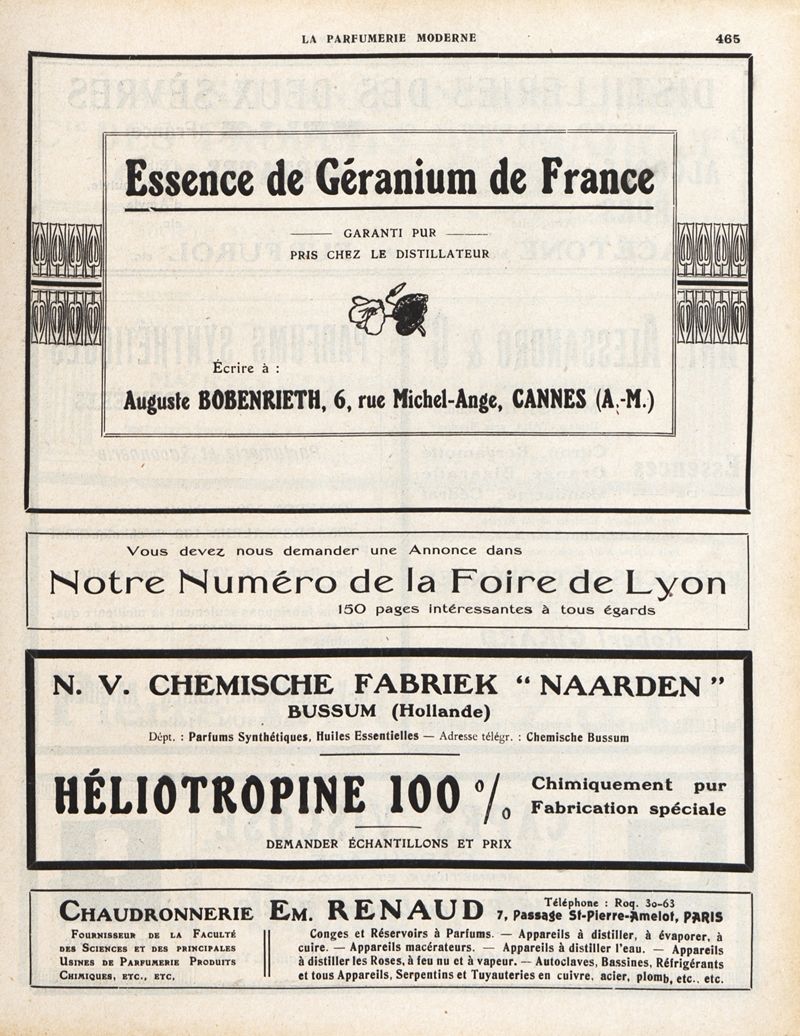 LA PARFUMERIE MODERNE
465
Essence de Géranium de France
GARANTI PUR
PRIS CHEZ LE DISTILLATEUR
Écrire à :
Auguste BOBENRIETH, 6, rue Michel-Ange, CANNES (A.-M.)
Vous devez nous demander une Annonce dans
Notre Numéro de la Foire de Lyon
150 pages intéressantes à tous égards
N. V. CHEMISCHE FABRIEK “ NAARDEN ”
BUSSUM (Hollande)
Dépt. : Parfums Synthétiques, Huiles Essentielles — Adresse télégr. : Chemische Bussum
HÉLIOTROPINE 100 %
Chimiquement pur
Fabrication spéciale
DEMANDER ÉCHANTILLONS ET PRIX
CHAUDRONNERIE EM. RENAUD
Téléphone : Roq. 30-63
7, Passage St-Pierre-Amelot, PARIS
FOURNISSEUR DE LA FACULTÉ
DES SCIENCES ET DES PRINCIPALES
USINES DE PARFUMERIE PRODUITS
CHIMIQUES, ETC., ETC,
Conges et Réservoirs à Parfums. — Appareils à distiller, à évaporer, à
cuire. — Appareils macérateurs. — Appareils à distiller l'eau. — Appareils
à distiller les Roses, à feu nu et à vapeur. — Autoclaves, Bassines, Réfrigérants
et tous Appareils, Serpentins et Tuyauteries en cuivre, acier, plomb, etc., etc.